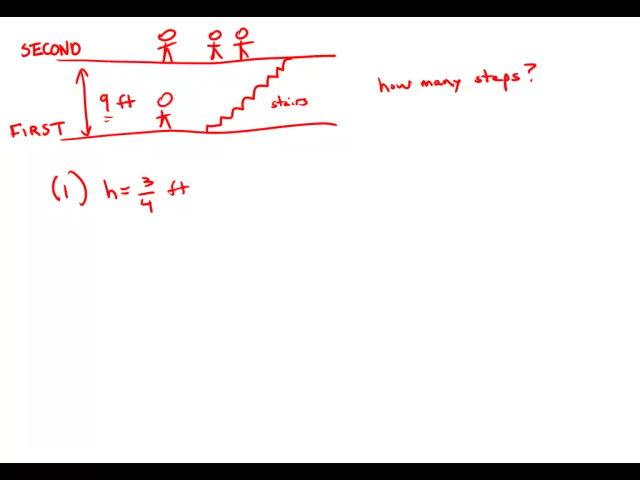 SECOND
how many steps?
9 ft
stairs
FIRST
(1) h = 3/4 ft